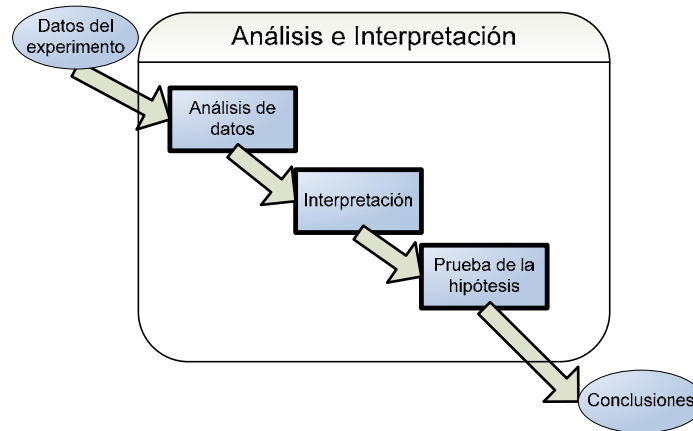 Datos del
experimento
Análisis e Interpretación
Análisis de
datos
Interpretación
Prueba de la
hipótesis
Conclusiones